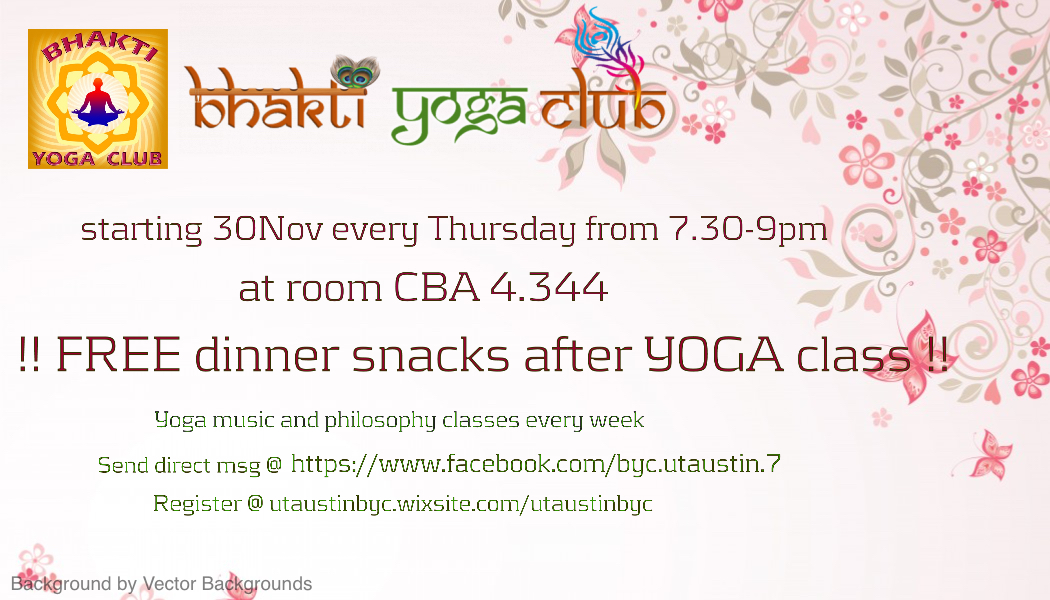 BHAKTI
YOGA CLUB
bhakti yoga club
starting 30Nov every Thursday from 7.30-9pm
at room CBA 4.344
!! FREE dinner snacks after YOGA class !!
Yoga music and philosophy classes every week
Send direct msg @ https://www.facebook.com/byc.utaustin.7
Register @ utaustinbyc.wixsite.com/utaustinbyc
Background by Vector Backgrounds